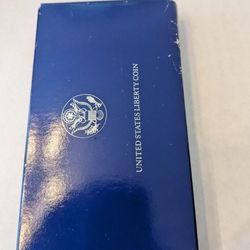 UNITED STATES LIBERTY COIN